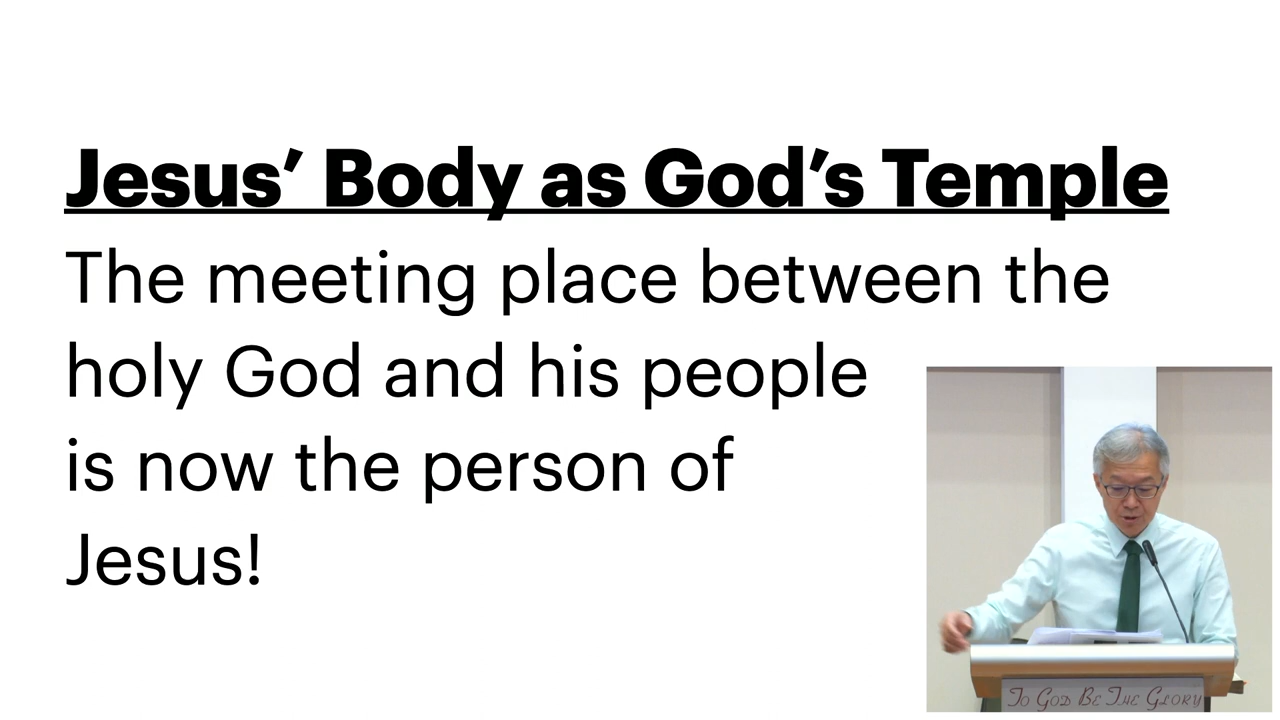 Jesus’ Body as God’s Temple
The meeting place between the
holy God and his people
is now the person of
Jesus!
To God Be The Glory